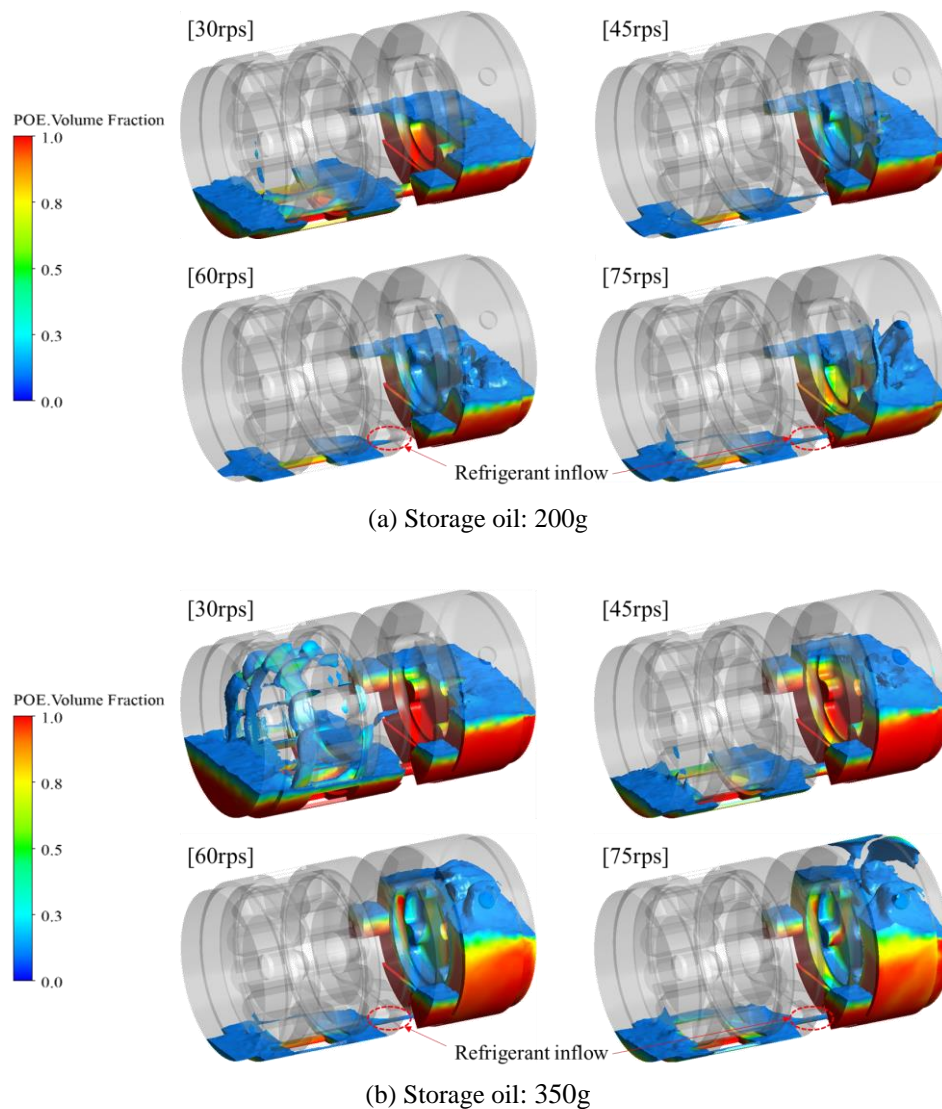 [30rps]
[45rps]
POE.Volume Fraction
1.0
0.8
0.5
0.3
0.0
[60rps]
[75rps]
Refrigerant inflow
(a) Storage oil: 200g
[30rps]
[45rps]
POE.Volume Fraction
1.0
0.8
0.5
0.3
0.0
[60rps]
[75rps]
Refrigerant inflow
(b) Storage oil: 350g